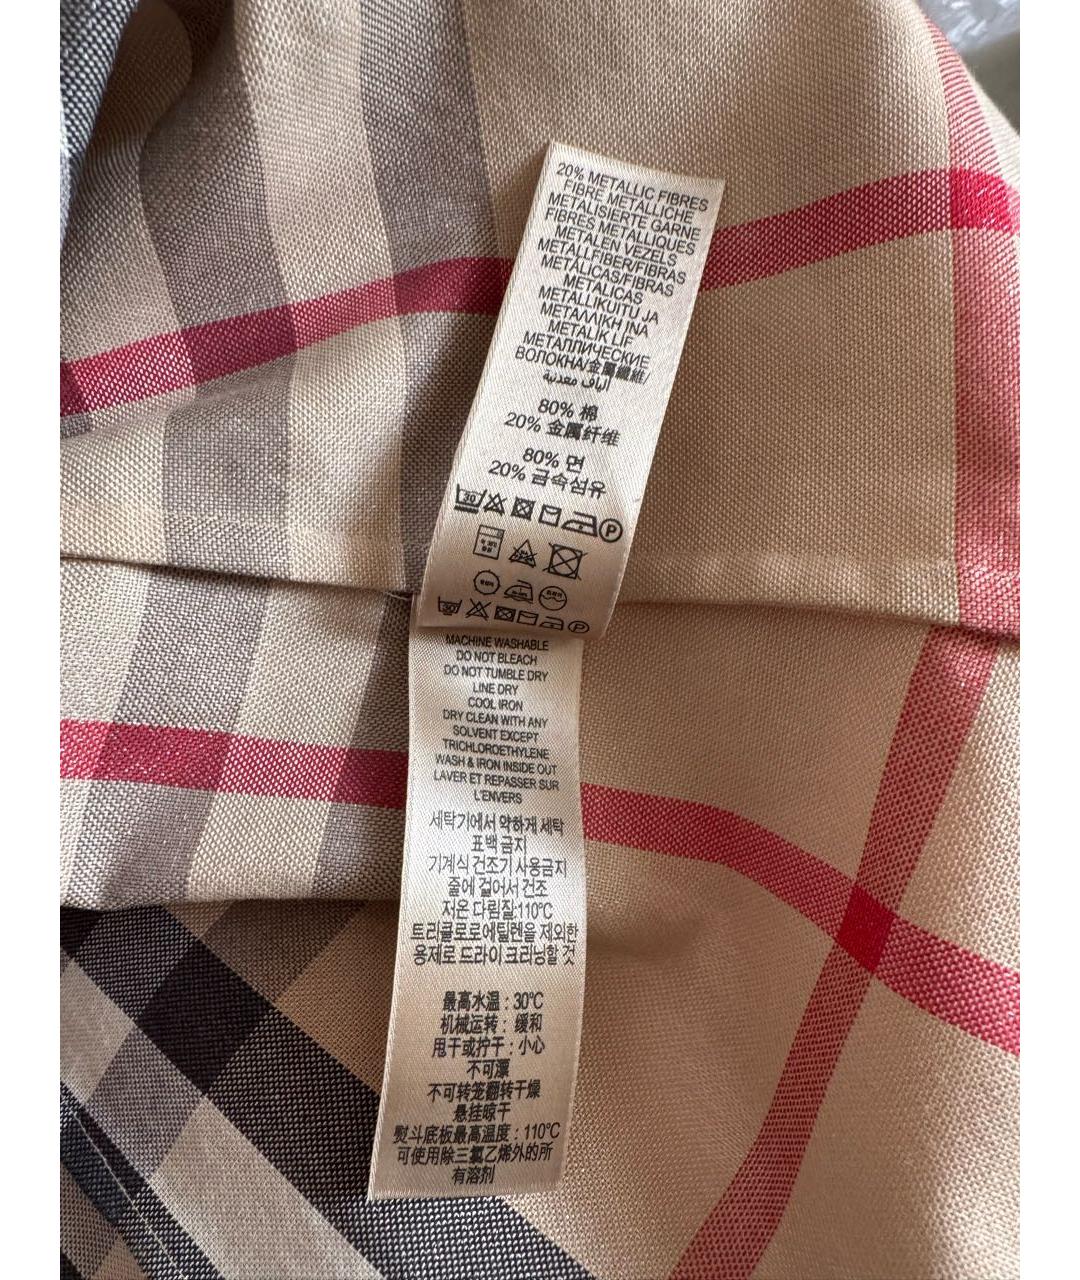 20% METALLIC FIBRES
FIBRE METALLICHE
METALISIERTE GARNE
FIBRES METALLIQUES
METALEN VEZELS
METALLFIBER/FIBRAS
METÁLICAS/FIBRAS
METALICAS
METALLIKUITU JA
ΜΕΤΑΛΛΙΚΗ ΙΝΑ
METALIK LIF
МЕТАЛЛИЧЕСКИЕ
ВОЛОКНА/金屬纖維/
ألياف معدنية
80% 棉
20% 金属纤维
80% 면
20% 금속섬유
30
P
30
P
MACHINE WASHABLE
DO NOT BLEACH
DO NOT TUMBLE DRY
LINE DRY
COOL IRON
DRY CLEAN WITH ANY
SOLVENT EXCEPT
TRICHLOROETHYLENE
WASH & IRON INSIDE OUT
LAVER ET REPASSER SUR
L'ENVERS
세탁기에서 약하게 세탁
표백 금지
기계식 건조기 사용금지
줄에 걸어서 건조
저온 다림질:110°C
트리클로로에틸렌을 제외한
용제로 드라이 크리닝할 것
最高水温 : 30°C
机械运转 : 缓和
甩干或拧干 : 小心
不可漂
不可转笼翻转干燥
悬挂晾干
熨斗底板最高温度 : 110°C
可使用除三氯乙烯外的所
有溶剂